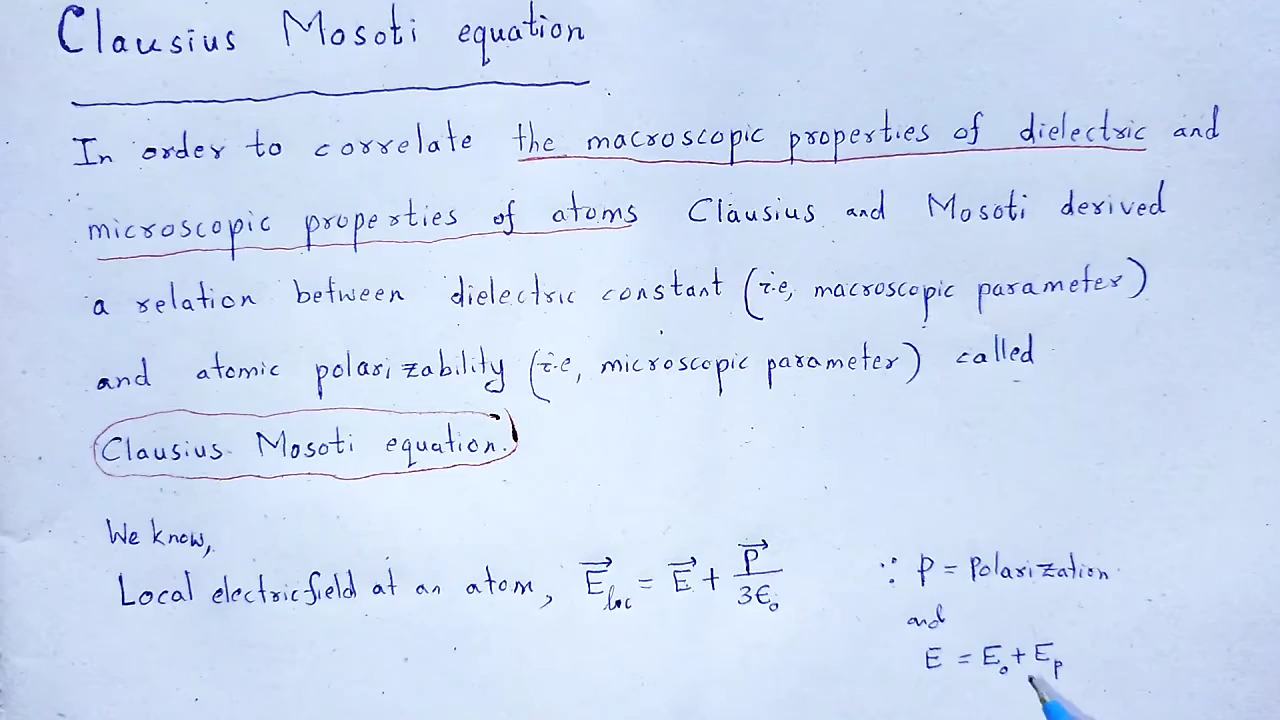 Clausius Mosoti equation
In order to correlate the macroscopic properties of dielectric and
microscopic properties of atoms Clausius and Mosoti derived
a relation between dielectric constant (i.e, macroscopic parameter)
and atomic polarizability (i.e, microscopic parameter) called
Clausius Mosoti equation.
We know,
Local electric field at an atom, E⃗loc = E⃗ + P⃗/3ϵ₀ ∵ P = Polarization
and
E = E₀ + Eₚ